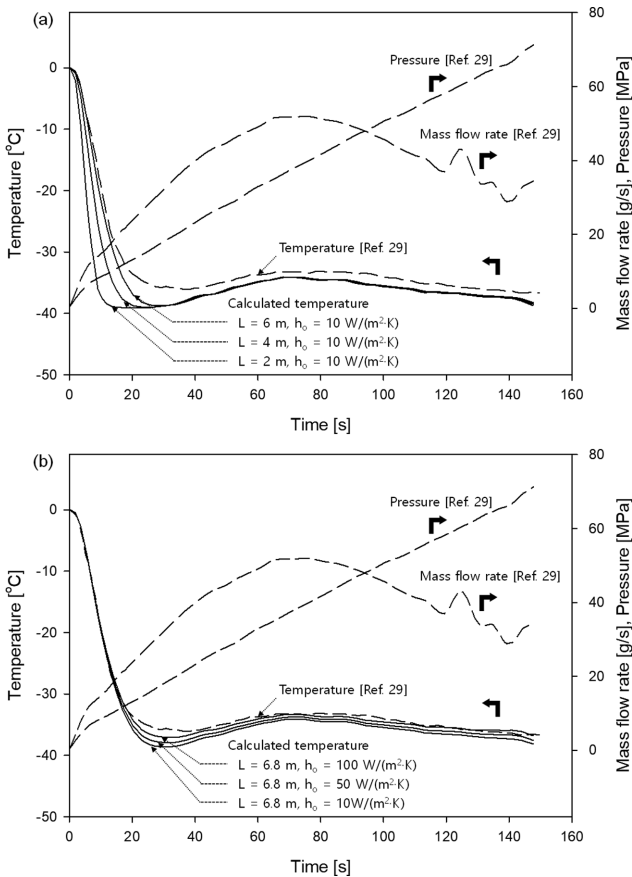 (a)
80
0
Pressure [Ref. 29]
60
-10
Mass flow rate [Ref. 29]
40
-20
Temperature [°C]
Mass flow rate [g/s], Pressure [MPa]
20
-30
Temperature [Ref. 29]
Calculated temperature
0
-40
L = 6 m, ho = 10 W/(m2·K)
L = 4 m, ho = 10 W/(m2·K)
L = 2 m, ho = 10 W/(m2·K)
-50
0 20 40 60 80 100 120 140 160
Time [s]
(b)
80
0
Pressure [Ref. 29]
60
-10
Mass flow rate [Ref. 29]
40
-20
Temperature [°C]
Mass flow rate [g/s], Pressure [MPa]
20
-30
Temperature [Ref. 29]
Calculated temperature
0
-40
L = 6.8 m, ho = 100 W/(m2·K)
L = 6.8 m, ho = 50 W/(m2·K)
L = 6.8 m, ho = 10W/(m2·K)
-50
0 20 40 60 80 100 120 140 160
Time [s]